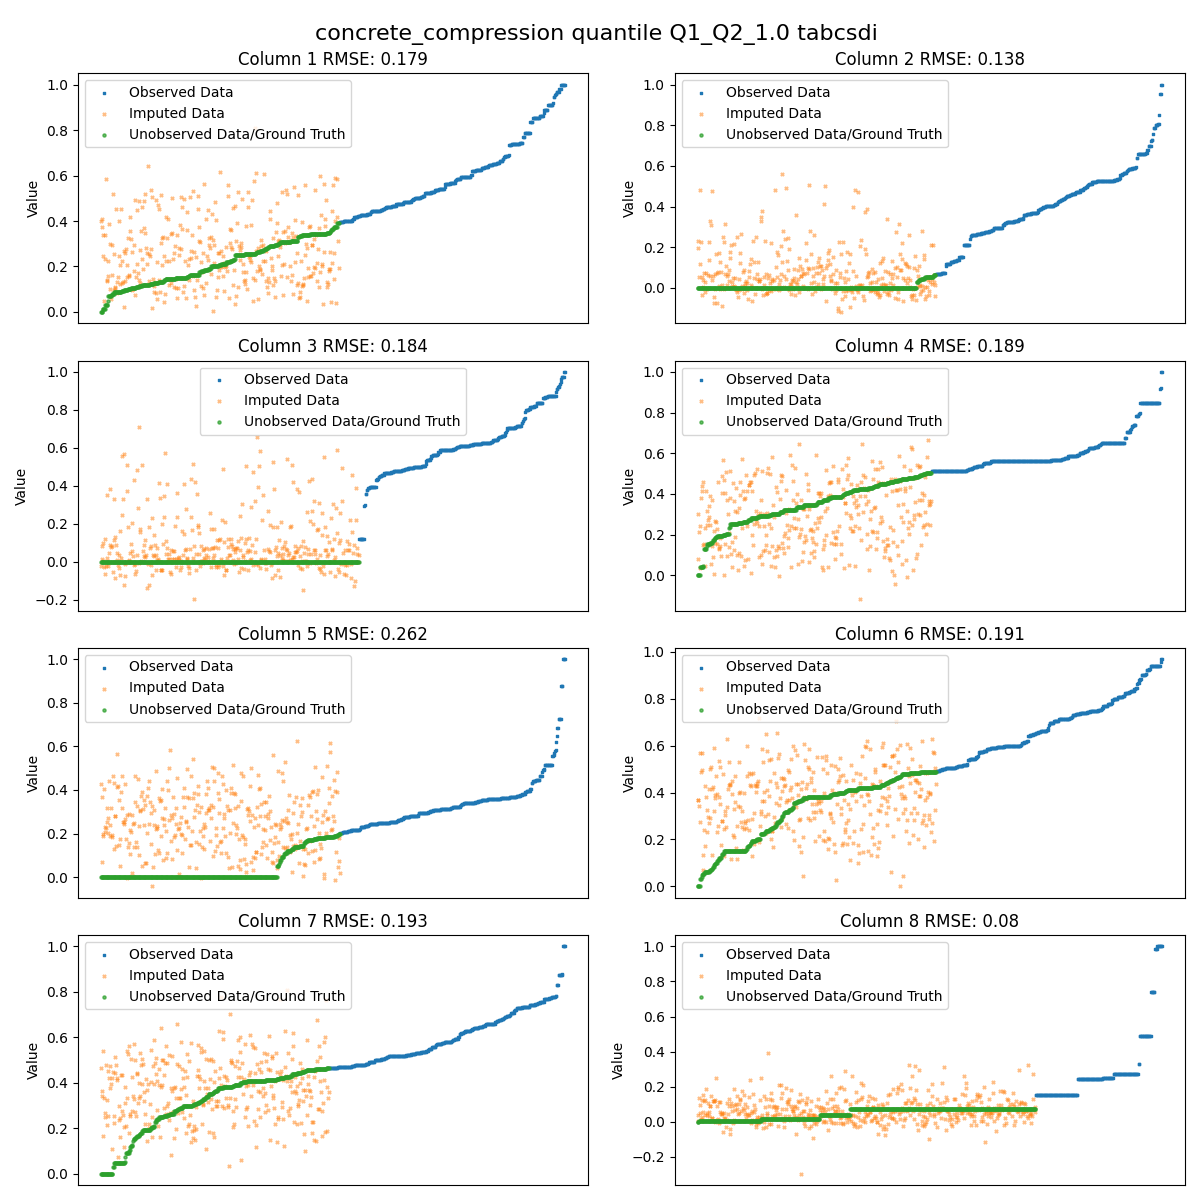 concrete_compression quantile Q1_Q2_1.0 tabcsdi
Column 1 RMSE: 0.179
1.0
0.8
0.6
0.4
0.2
0.0
Value
Observed Data
Imputed Data
Unobserved Data/Ground Truth
Column 2 RMSE: 0.138
1.0
0.8
0.6
0.4
0.2
0.0
Value
Observed Data
Imputed Data
Unobserved Data/Ground Truth
Column 3 RMSE: 0.184
1.0
0.8
0.6
0.4
0.2
0.0
−0.2
Value
Observed Data
Imputed Data
Unobserved Data/Ground Truth
Column 4 RMSE: 0.189
1.0
0.8
0.6
0.4
0.2
0.0
Value
Observed Data
Imputed Data
Unobserved Data/Ground Truth
Column 5 RMSE: 0.262
1.0
0.8
0.6
0.4
0.2
0.0
Value
Observed Data
Imputed Data
Unobserved Data/Ground Truth
Column 6 RMSE: 0.191
1.0
0.8
0.6
0.4
0.2
0.0
Value
Observed Data
Imputed Data
Unobserved Data/Ground Truth
Column 7 RMSE: 0.193
1.0
0.8
0.6
0.4
0.2
0.0
Value
Observed Data
Imputed Data
Unobserved Data/Ground Truth
Column 8 RMSE: 0.08
1.0
0.8
0.6
0.4
0.2
0.0
−0.2
Value
Observed Data
Imputed Data
Unobserved Data/Ground Truth